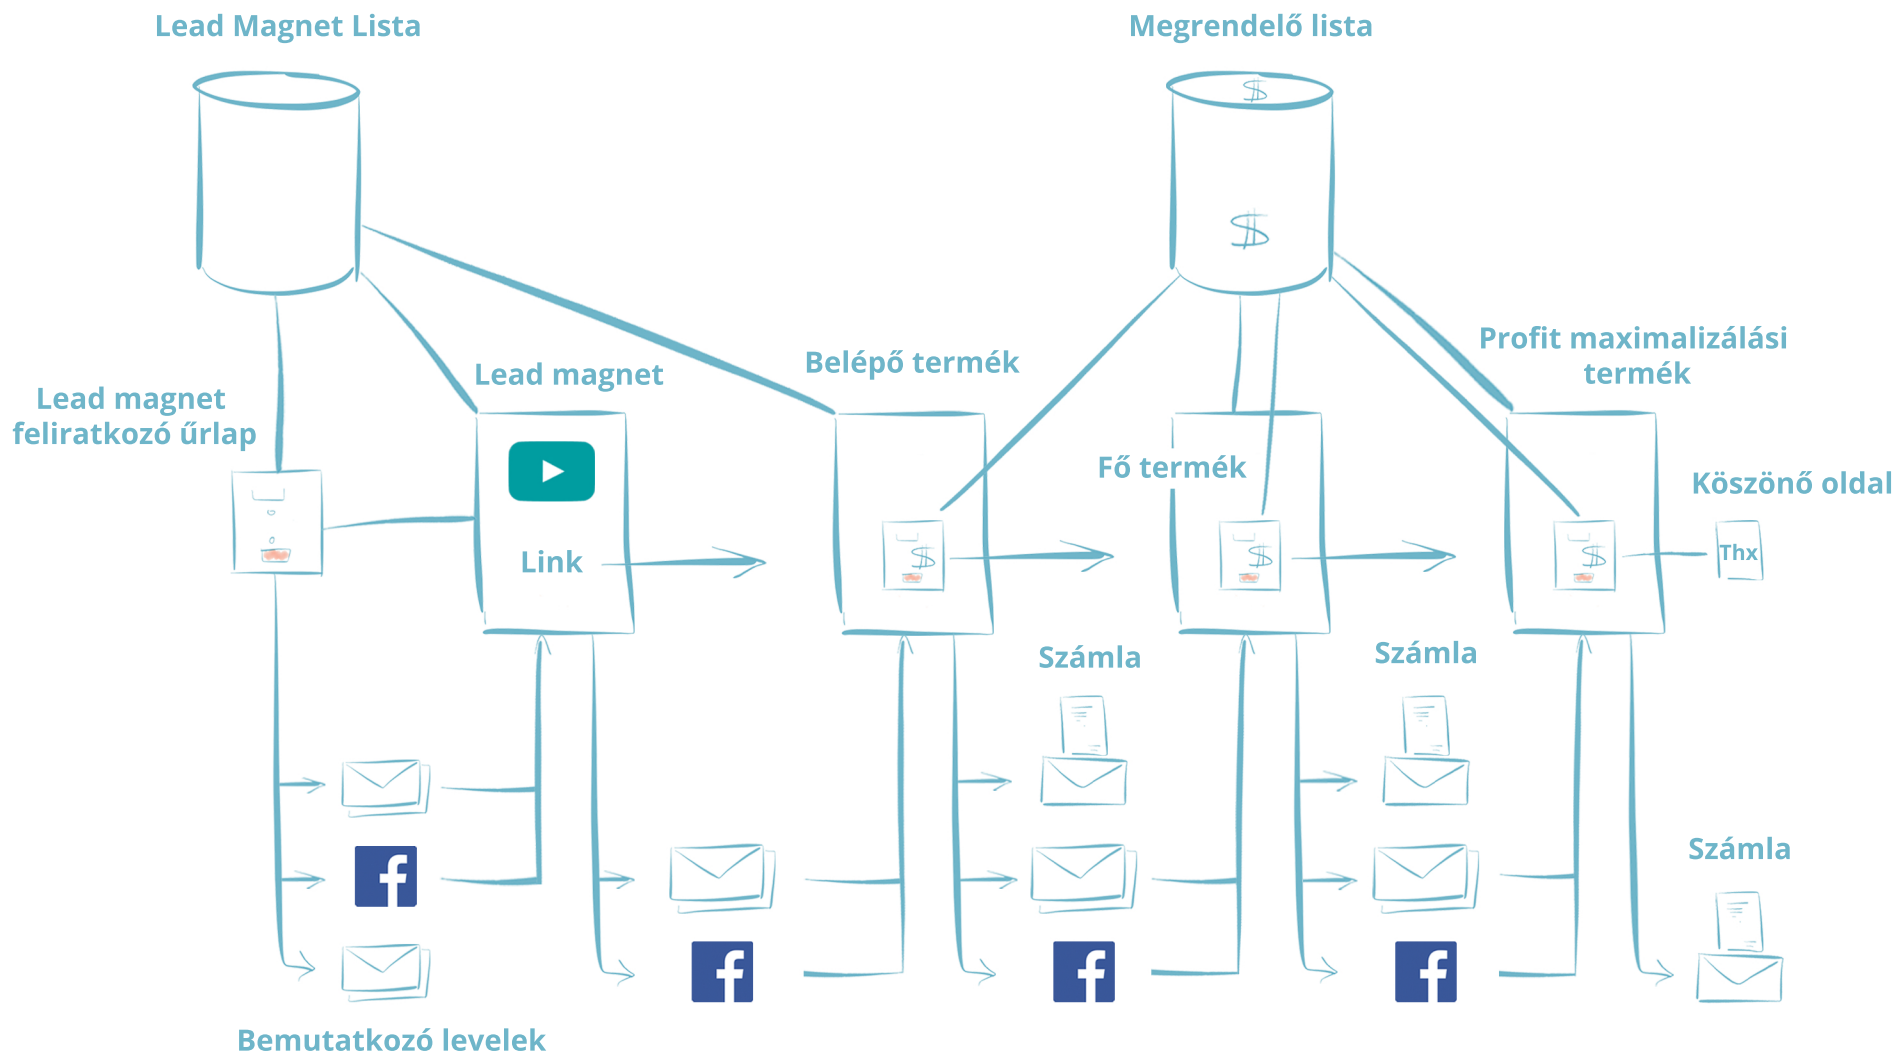 Lead Magnet Lista
Megrendelő lista
Profit maximalizálási
termék
Belépő termék
Lead magnet
Lead magnet
feliratkozó űrlap
Fő termék
Köszönő oldal
Link
Thx
$
$
$
$
$
Számla
Számla
Számla
Bemutatkozó levelek